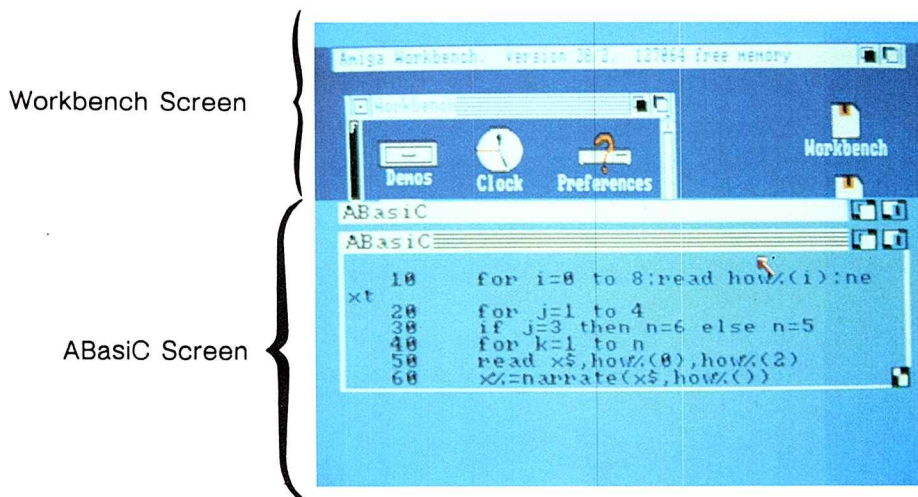 Workbench Screen
Amiga Workbench. Version 28.2. 127864 free memory
Workbench
Demos
Clock
Preferences
Workbench
ABasiC
ABasiC
10 for i=0 to 8:read how%(i):ne
xt
20 for j=1 to 4
30 if j=3 then n=6 else n=5
40 for k=1 to n
50 read x$,how%(0),how%(2)
60 x%=narrate(x$,how%())
ABasiC Screen